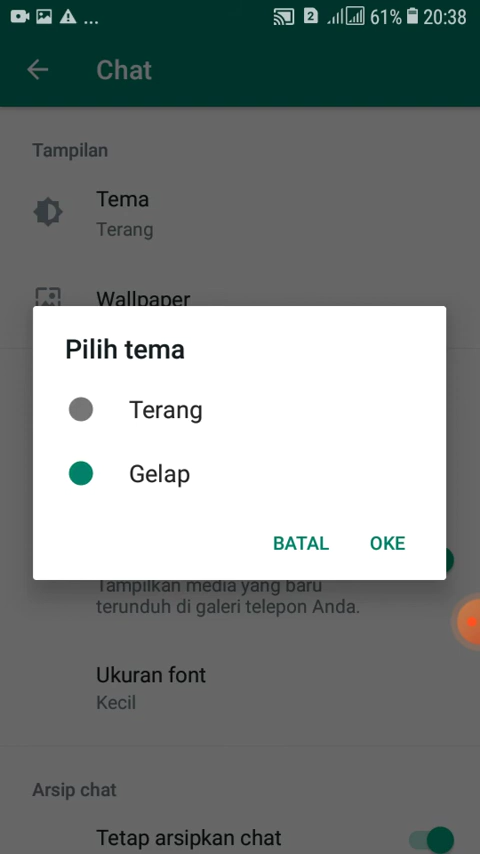 ... 2 61% 20:38
Chat
Tampilan
Tema
Terang
Wallpaper
Pilih tema
Terang
Gelap
BATAL OKE
Tampilkan media yang baru
terunduh di galeri telepon Anda.
Ukuran font
Kecil
Arsip chat
Tetap arsipkan chat